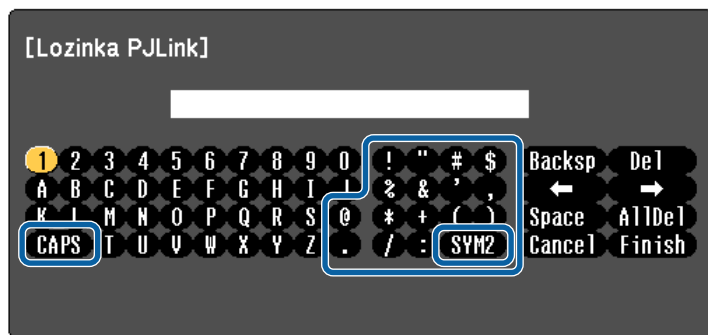 [Lozinka PJLink]
1 2 3 4 5 6 7 8 9 0 ! " # $ Backsp Del
A B C D E F G H I J % & ' , ← →
K L M N O P Q R S @ * + ( ) Space AllDel
CAPS T U V W X Y Z . / : SYM2 Cancel Finish